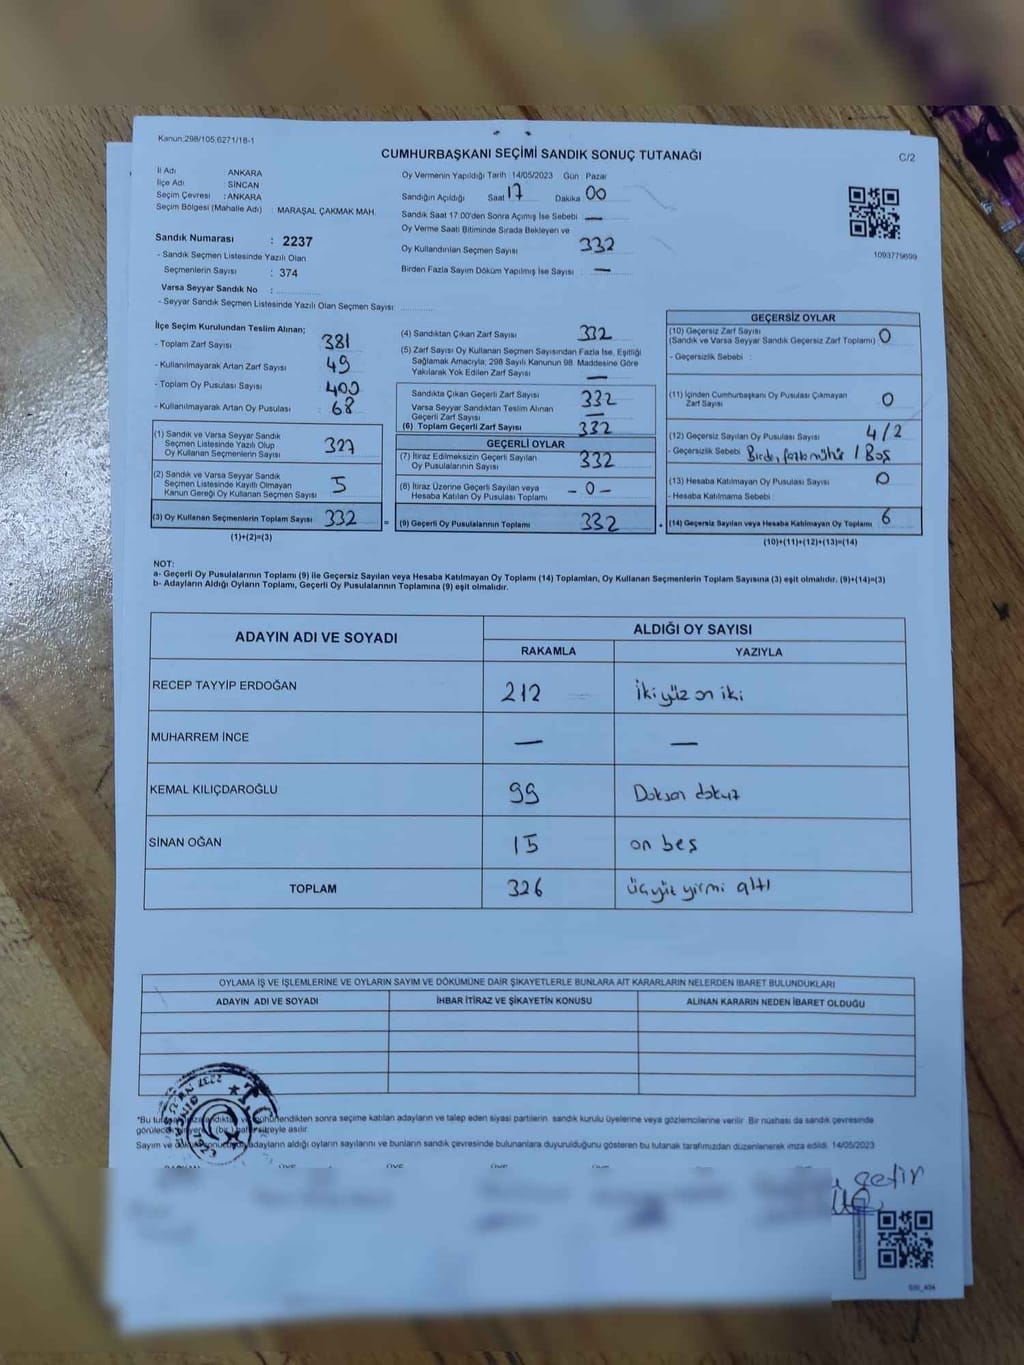 Kanun:298/105,6271/18-1
CUMHURBAŞKANI SEÇİMİ SANDIK SONUÇ TUTANAĞI
C/2
İl Adı : ANKARA
İlçe Adı : SİNCAN
Seçim Çevresi : ANKARA
Seçim Bölgesi (Mahalle Adı) : MARAŞAL ÇAKMAK MAH.
Sandık Numarası : 2237
- Sandık Seçmen Listesinde Yazılı Olan
Seçmenlerin Sayısı : 374
Varsa Seyyar Sandık No :
- Seyyar Sandık Seçmen Listesinde Yazılı Olan Seçmen Sayısı
Oy Vermenin Yapıldığı Tarih : 14/05/2023 Gün : Pazar
Sandığın Açıldığı Saat 17 Dakika 00
Sandık Saat 17.00'den Sonra Açımış İse Sebebi —
Oy Verme Saati Bitiminde Sırada Bekleyen ve
Oy Kullandırılan Seçmen Sayısı 332
Birden Fazla Sayım Döküm Yapılmış İse Sayısı : —
1093779699
İlçe Seçim Kurulundan Teslim Alınan;
- Toplam Zarf Sayısı 381
- Kullanılmayarak Artan Zarf Sayısı 49
- Toplam Oy Pusulası Sayısı 400
- Kullanılmayarak Artan Oy Pusulası 68
(1) Sandık ve Varsa Seyyar Sandık
Seçmen Listesinde Yazılı Olup
Oy Kullanan Seçmenlerin Sayısı 327
(2) Sandık ve Varsa Seyyar Sandık
Seçmen Listesinde Kayıtlı Olmayan
Kanun Gereği Oy Kullanan Seçmen Sayısı 5
(3) Oy Kullanan Seçmenlerin Toplam Sayısı 332
(1)+(2)=(3)
(4) Sandıktan Çıkan Zarf Sayısı 332
(5) Zarf Sayısı Oy Kullanan Seçmen Sayısından Fazla İse, Eşitliği
Sağlamak Amacıyla; 298 Sayılı Kanunun 98. Maddesine Göre
Yakılarak Yok Edilen Zarf Sayısı —
Sandıkta Çıkan Geçerli Zarf Sayısı 332
Varsa Seyyar Sandıktan Teslim Alınan
Geçerli Zarf Sayısı —
(6) Toplam Geçerli Zarf Sayısı 332
GEÇERLİ OYLAR
(7) İtiraz Edilmeksizin Geçerli Sayılan
Oy Pusulalarının Sayısı 332
(8) İtiraz Üzerine Geçerli Sayılan veya
Hesaba Katılan Oy Pusulası Toplamı -0-
= (9) Geçerli Oy Pusulalarının Toplamı 332
GEÇERSİZ OYLAR
(10) Geçersiz Zarf Sayısı
(Sandık ve Varsa Seyyar Sandık Geçersiz Zarf Toplamı) 0
- Geçersizlik Sebebi :
(11) İçinden Cumhurbaşkanı Oy Pusulası Çıkmayan
Zarf Sayısı 0
(12) Geçersiz Sayılan Oy Pusulası Sayısı 4/2
- Geçersizlik Sebebi Birden fazla mühür / Boş
(13) Hesaba Katılmayan Oy Pusulası Sayısı 0
- Hesaba Katılmama Sebebi
+ (14) Geçersiz Sayılan veya Hesaba Katılmayan Oy Toplamı 6
(10)+(11)+(12)+(13)=(14)
NOT:
a- Geçerli Oy Pusulalarının Toplamı (9) ile Geçersiz Sayılan veya Hesaba Katılmayan Oy Toplamı (14) Toplamları, Oy Kullanan Seçmenlerin Toplam Sayısına (3) eşit olmalıdır. (9)+(14)=(3)
b- Adayların Aldığı Oyların Toplamı, Geçerli Oy Pusulalarının Toplamına (9) eşit olmalıdır.
ADAYIN ADI VE SOYADI
ALDIĞI OY SAYISI
RAKAMLA YAZIYLA
RECEP TAYYİP ERDOĞAN 212 İki yüz on iki
MUHARREM İNCE — —
KEMAL KILIÇDAROĞLU 99 Doksan dokuz
SİNAN OĞAN 15 on beş
TOPLAM 326 üçyüz yirmi altı
OYLAMA İŞ VE İŞLEMLERİNE VE OYLARIN SAYIM VE DÖKÜMÜNE DAİR ŞİKAYETLERLE BUNLARA AİT KARARLARIN NELERDEN İBARET BULUNDUKLARI
ADAYIN ADI VE SOYADI İHBAR İTİRAZ VE ŞİKAYETİN KONUSU ALINAN KARARIN NEDEN İBARET OLDUĞU
*Bu sonra seçime katılan adayların ve talep eden siyasi partilerin sandık kurulu üyelerine veya gözlemcilerine verilir. Bir nüshası da sandık çevresinde
(bir) hafta süreyle asılır.
Sayım ve adayların aldığı oyların sayılarını ve bunların sandık çevresinde bulunanlara duyurulduğunu gösteren bu tutanak tarafımızdan düzenlenerek imza edildi. 14/05/2023
ÜYE ÜYE ÜYE ÜYE
çetin